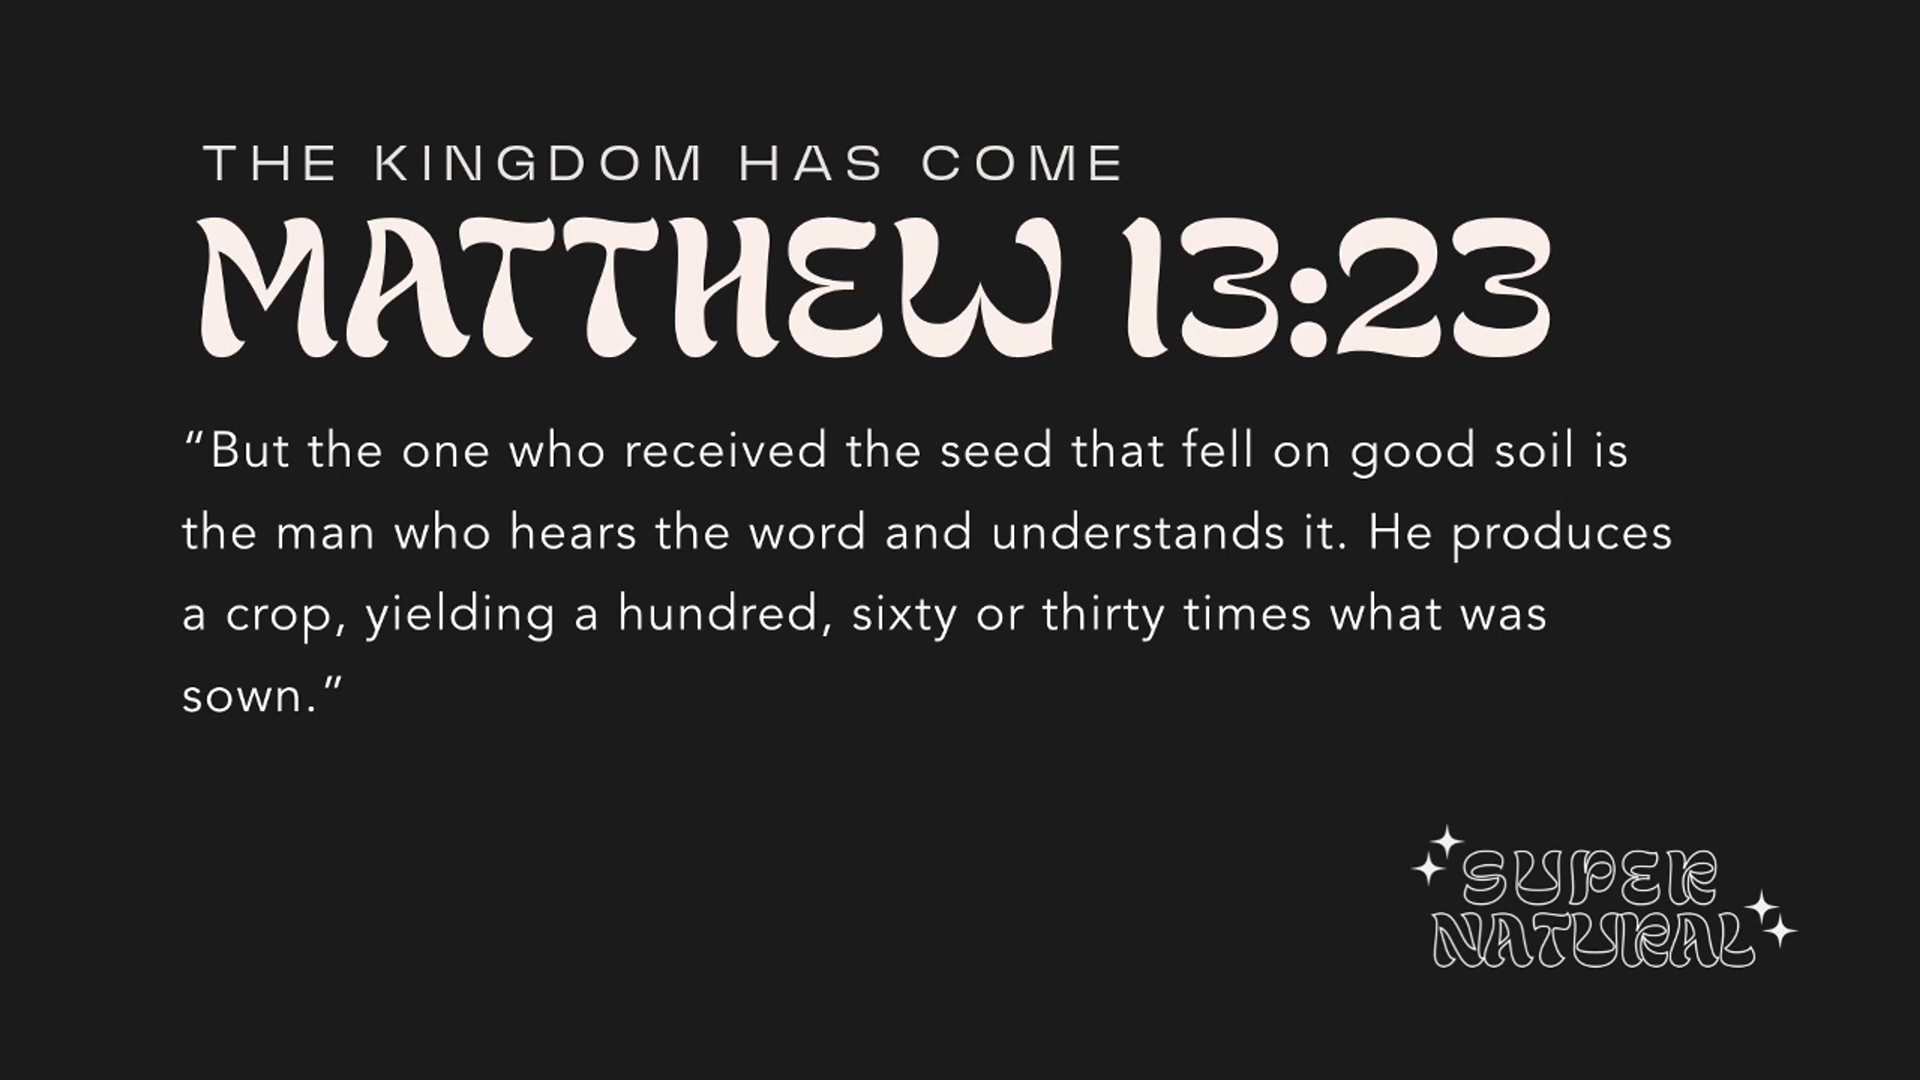 THE KINGDOM HAS COME
MATTHEW 13:23
“But the one who received the seed that fell on good soil is
the man who hears the word and understands it. He produces
a crop, yielding a hundred, sixty or thirty times what was
sown.”
SUPER
NATURAL